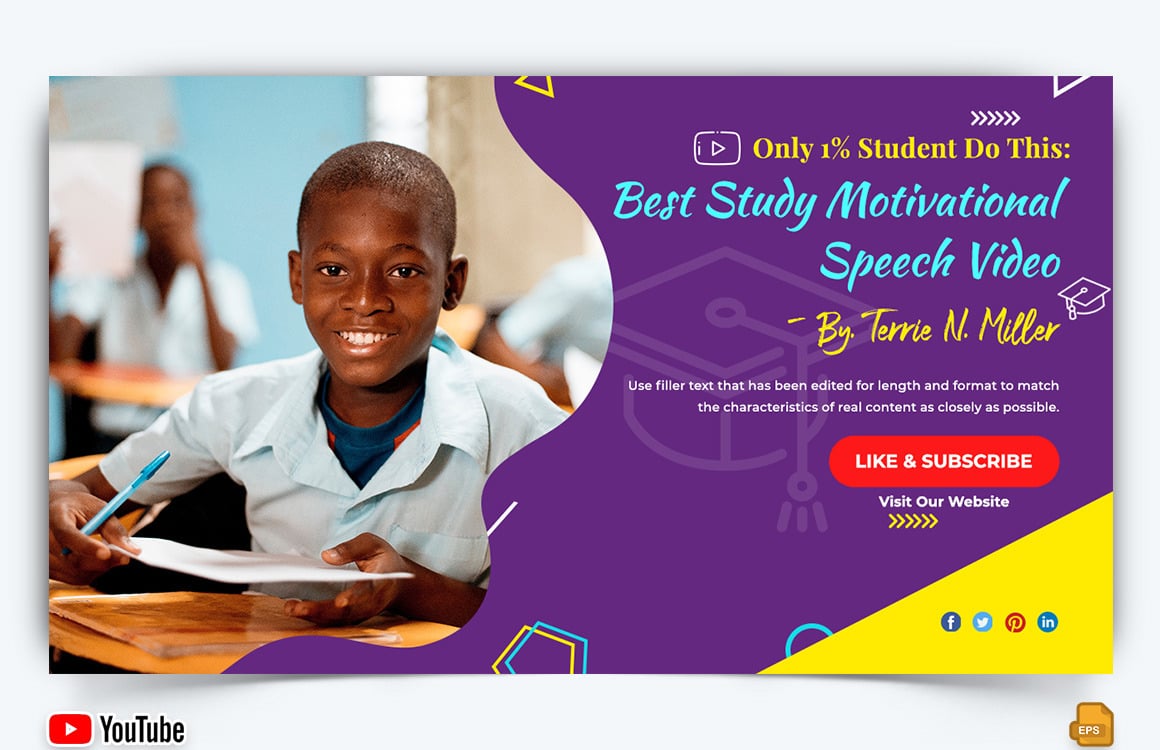 Only 1% Student Do This:
Best Study Motivational
Speech Video
- By. Terrie N. Miller
Use filler text that has been edited for length and format to match
the characteristics of real content as closely as possible.
LIKE & SUBSCRIBE
Visit Our Website
f in
YouTube
EPS